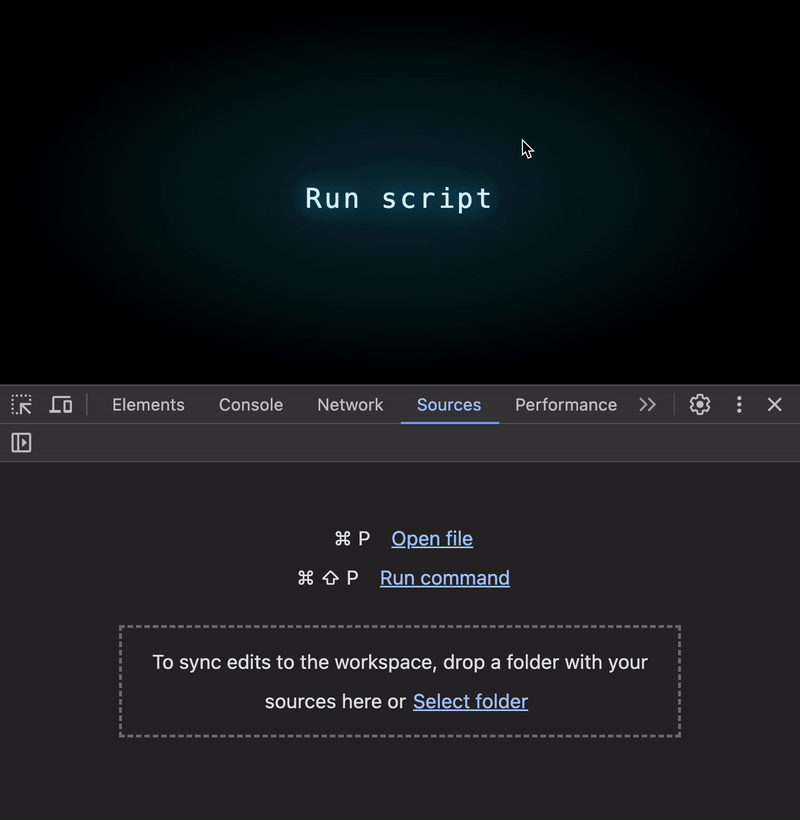 Run script
Elements Console Network Sources Performance
⌘ P Open file
⌘ ⇧ P Run command
To sync edits to the workspace, drop a folder with your
sources here or Select folder